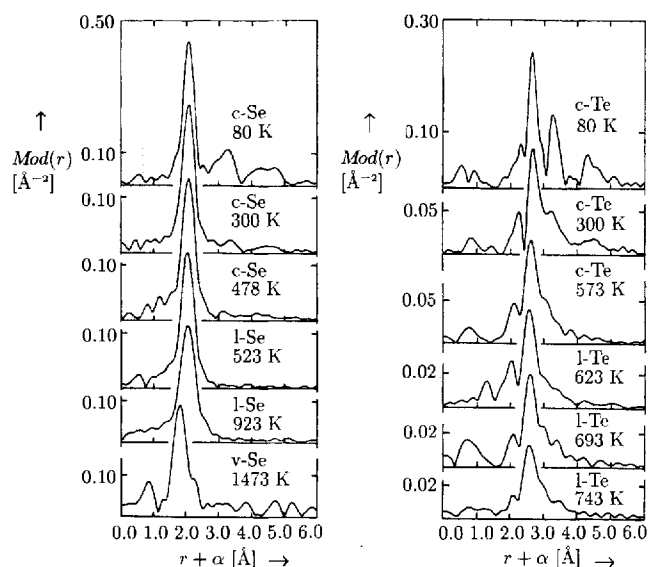 0.50
↑
c-Se
80 K
0.10
Mod(r)
[Å⁻²]
c-Se
300 K
0.10
c-Se
478 K
0.10
l-Se
523 K
0.10
l-Se
923 K
0.10
v-Se
1473 K
0.10
0.0 1.0 2.0 3.0 4.0 5.0 6.0
r + α [Å] →
0.30
↑
c-Te
80 K
0.10
Mod(r)
[Å⁻²]
c-Te
300 K
0.05
c-Te
573 K
0.05
l-Te
623 K
0.02
l-Te
693 K
0.02
l-Te
743 K
0.02
0.0 1.0 2.0 3.0 4.0 5.0 6.0
r + α [Å] →